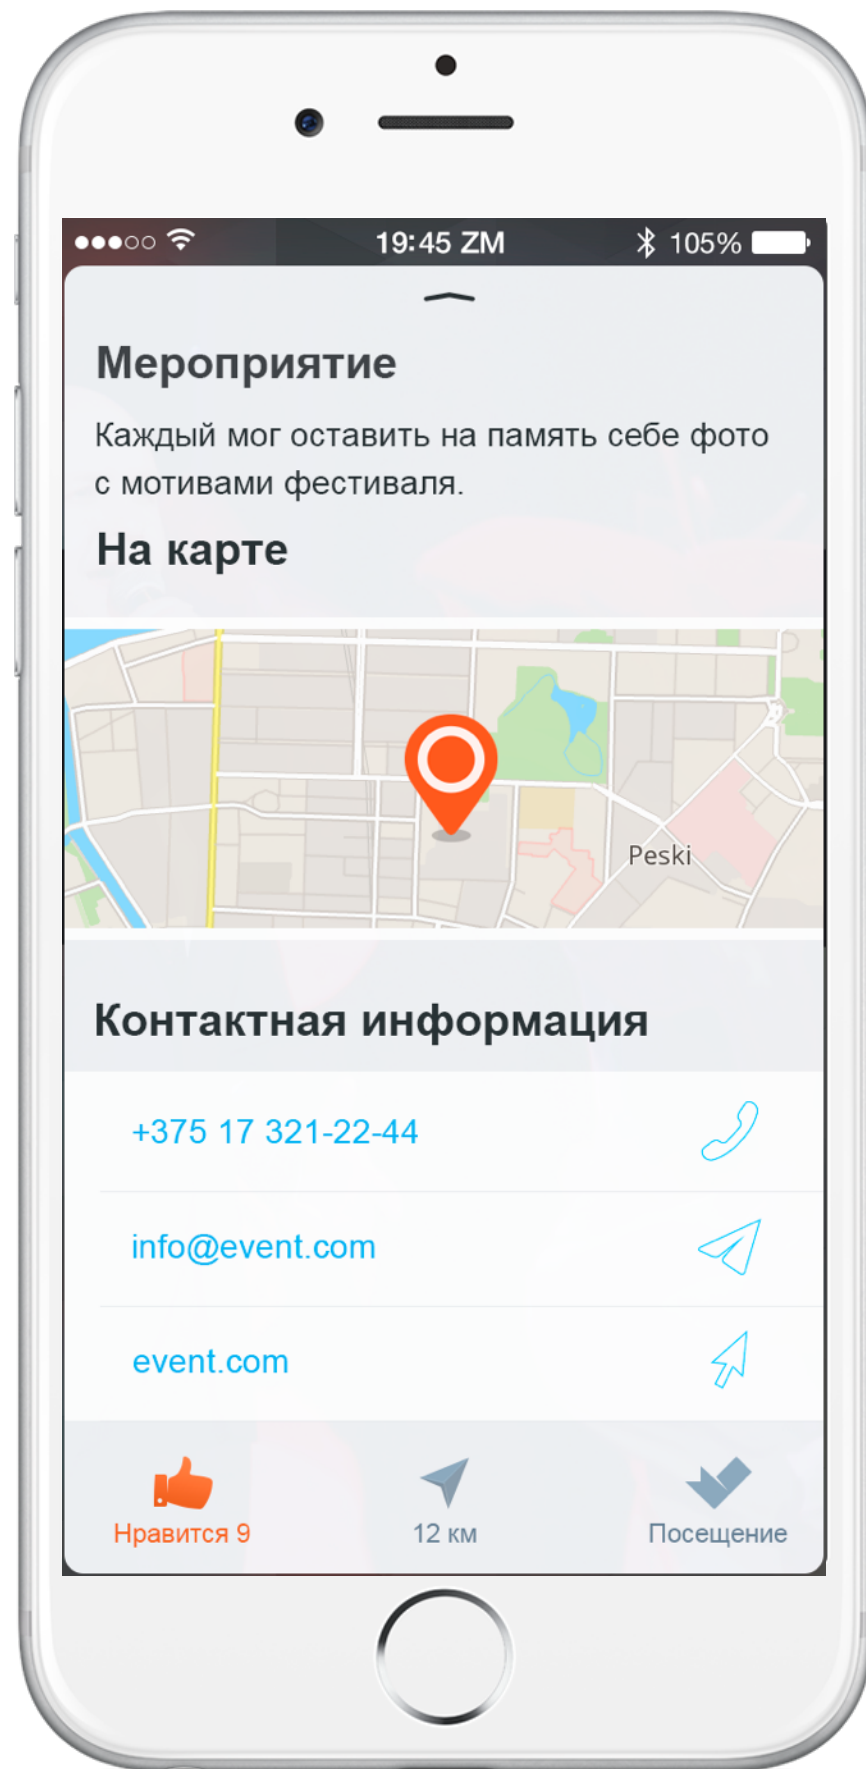 19:45 ZM
105%
Мероприятие
Каждый мог оставить на память себе фото
с мотивами фестиваля.
На карте
Peski
Контактная информация
+375 17 321-22-44
info@event.com
event.com
Нравится 9
12 км
Посещение